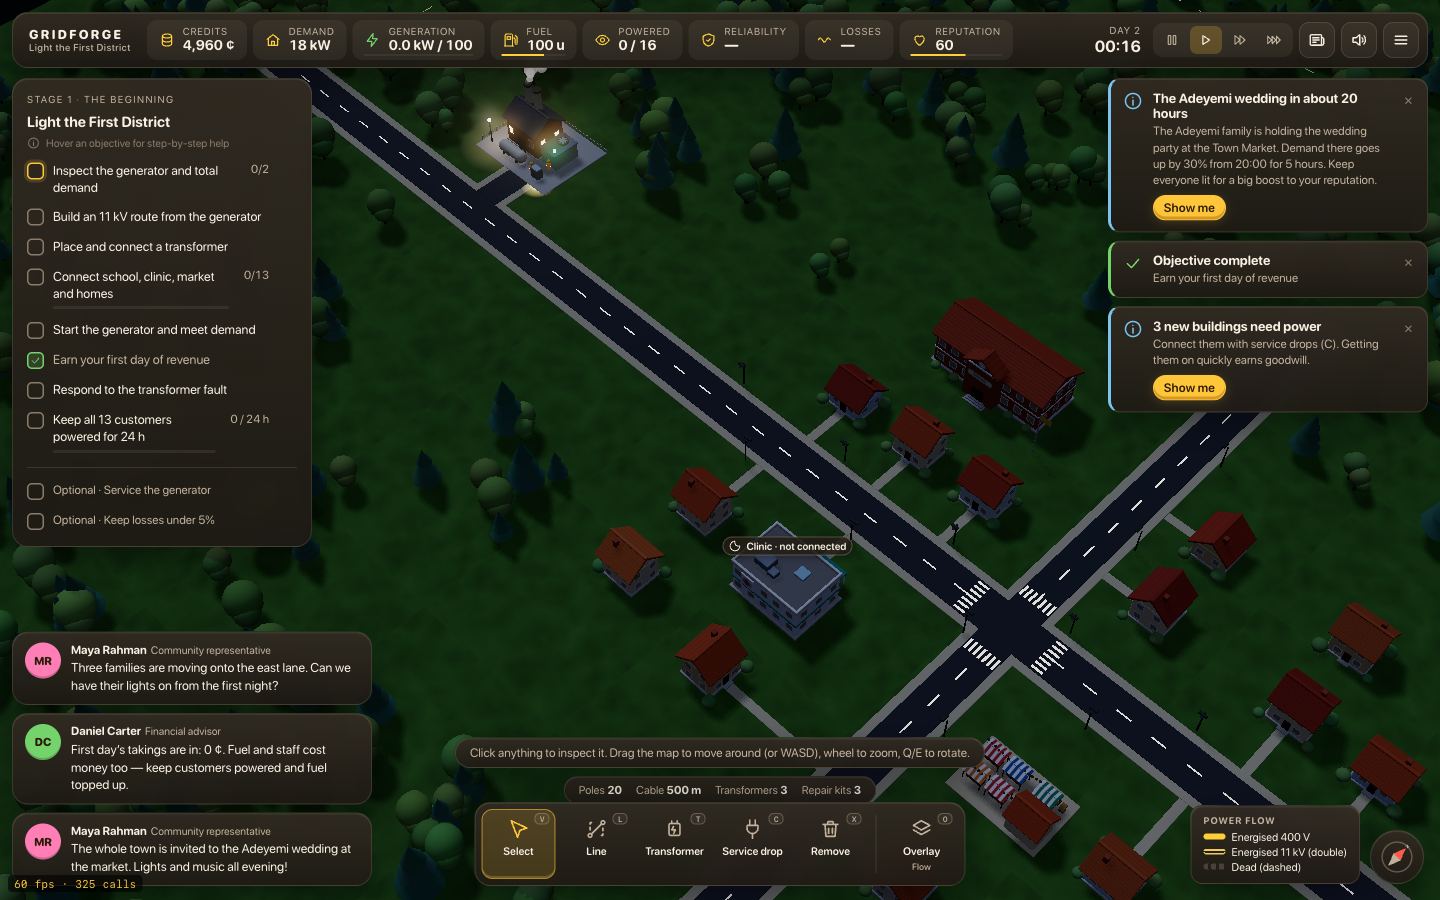 GRIDFORGE
Light the First District
CREDITS
4,960 ¢
DEMAND
18 kW
GENERATION
0.0 kW / 100
FUEL
100 u
POWERED
0 / 16
RELIABILITY
—
LOSSES
—
REPUTATION
60
DAY 2
00:16
STAGE 1 · THE BEGINNING
Light the First District
Hover an objective for step-by-step help
Inspect the generator and total
demand
0/2
Build an 11 kV route from the generator
Place and connect a transformer
Connect school, clinic, market
and homes
0/13
Start the generator and meet demand
Earn your first day of revenue
Respond to the transformer fault
Keep all 13 customers
powered for 24 h
0 / 24 h
Optional · Service the generator
Optional · Keep losses under 5%
The Adeyemi wedding in about 20
hours
The Adeyemi family is holding the wedding
party at the Town Market. Demand there goes
up by 30% from 20:00 for 5 hours. Keep
everyone lit for a big boost to your reputation.
Show me
Objective complete
Earn your first day of revenue
3 new buildings need power
Connect them with service drops (C). Getting
them on quickly earns goodwill.
Show me
Clinic · not connected
MR
Maya Rahman Community representative
Three families are moving onto the east lane. Can we
have their lights on from the first night?
DC
Daniel Carter Financial advisor
First day's takings are in: 0 ¢. Fuel and staff cost
money too — keep customers powered and fuel
topped up.
MR
Maya Rahman Community representative
The whole town is invited to the Adeyemi wedding at
the market. Lights and music all evening!
60 fps · 325 calls
Click anything to inspect it. Drag the map to move around (or WASD), wheel to zoom, Q/E to rotate.
Poles 20 Cable 500 m Transformers 3 Repair kits 3
V
Select
L
Line
T
Transformer
C
Service drop
X
Remove
O
Overlay
Flow
POWER FLOW
Energised 400 V
Energised 11 kV (double)
Dead (dashed)